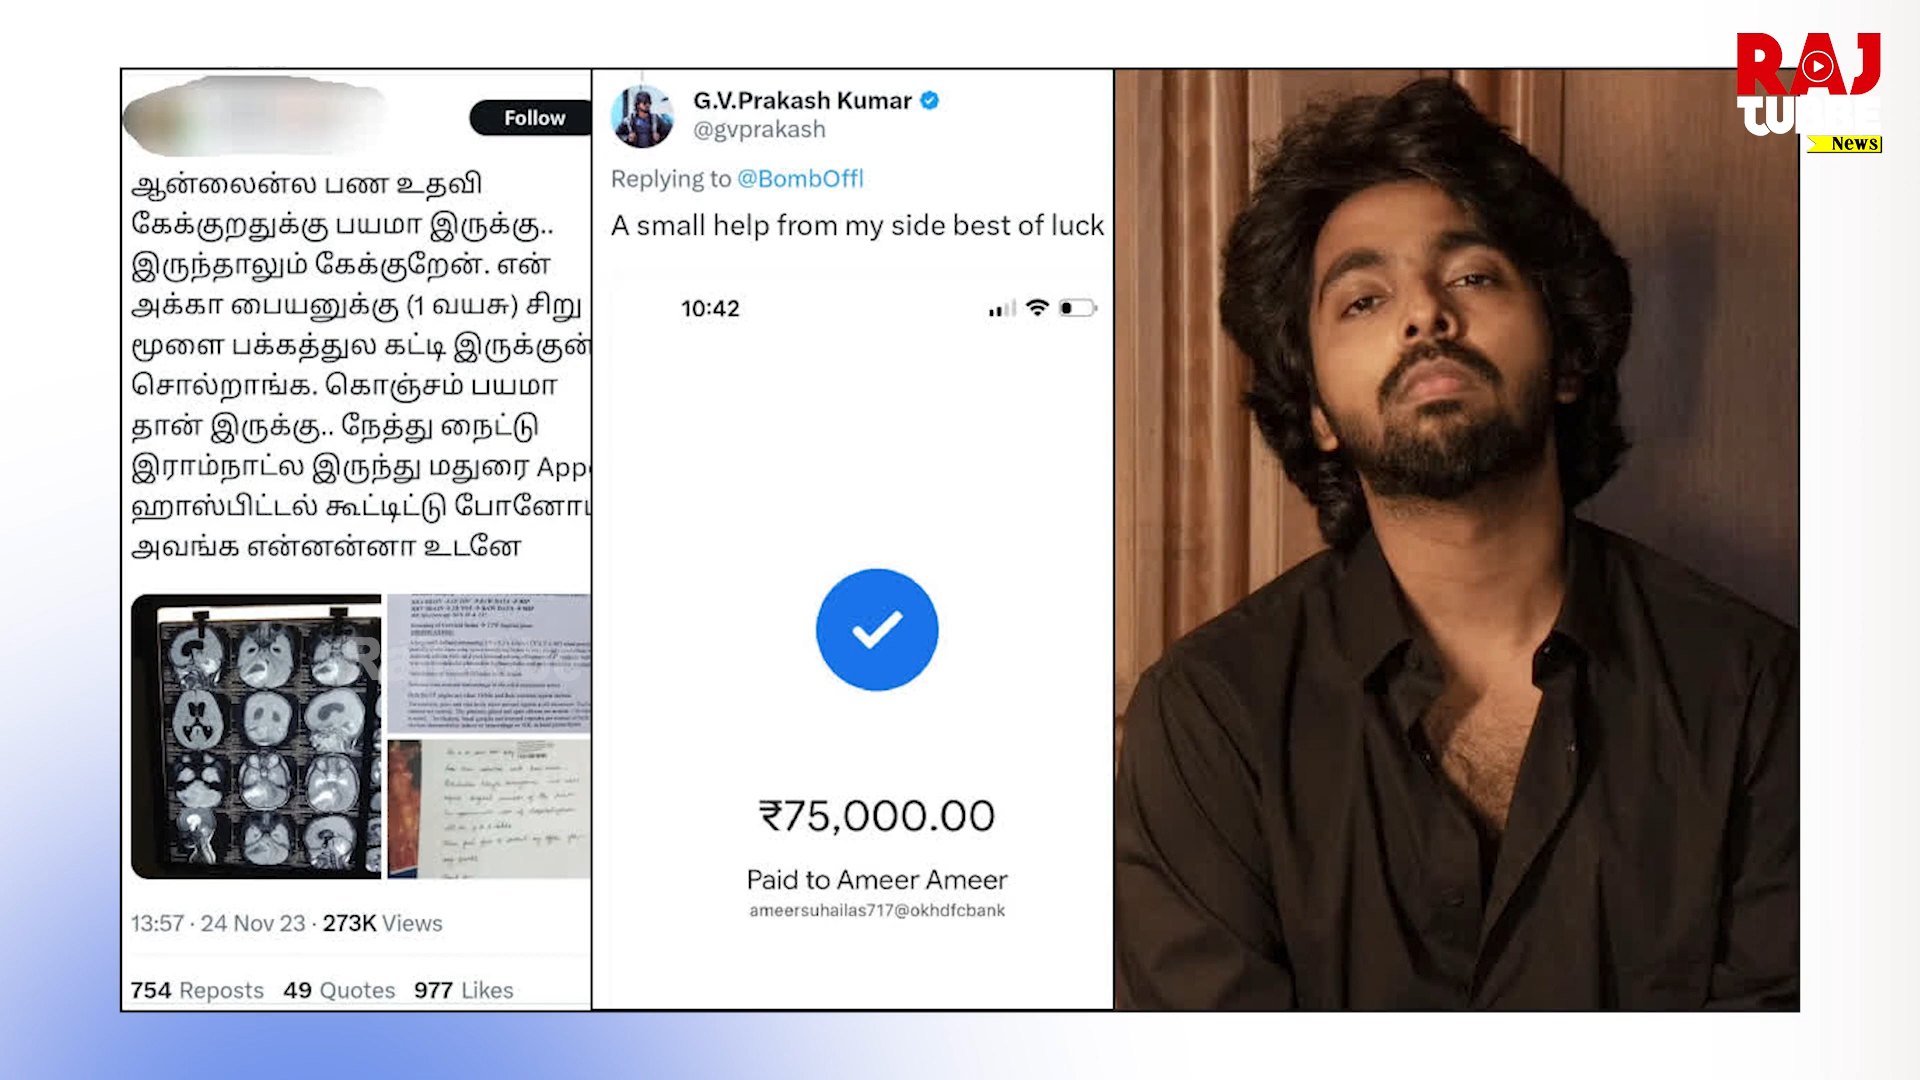 RAJ
TUBBE
News
Follow
ஆன்லைன்ல பண உதவி
கேக்குறதுக்கு பயமா இருக்கு..
இருந்தாலும் கேக்குறேன். என்
அக்கா பையனுக்கு (1 வயசு) சிறு
மூளை பக்கத்துல கட்டி இருக்குன்
சொல்றாங்க. கொஞ்சம் பயமா
தான் இருக்கு.. நேத்து நைட்டு
இராம்நாட்ல இருந்து மதுரை
ஹாஸ்பிட்டல் கூட்டிட்டு
அவங்க என்னன்னா உடனே
13:57 · 24 Nov 23 · 273K Views
754 Reposts 49 Quotes 977 Likes
G.V.Prakash Kumar
@gvprakash
Replying to @BombOffl
A small help from my side best of luck
10:42
₹75,000.00
Paid to Ameer Ameer
ameersuhailas717@okhdfcbank